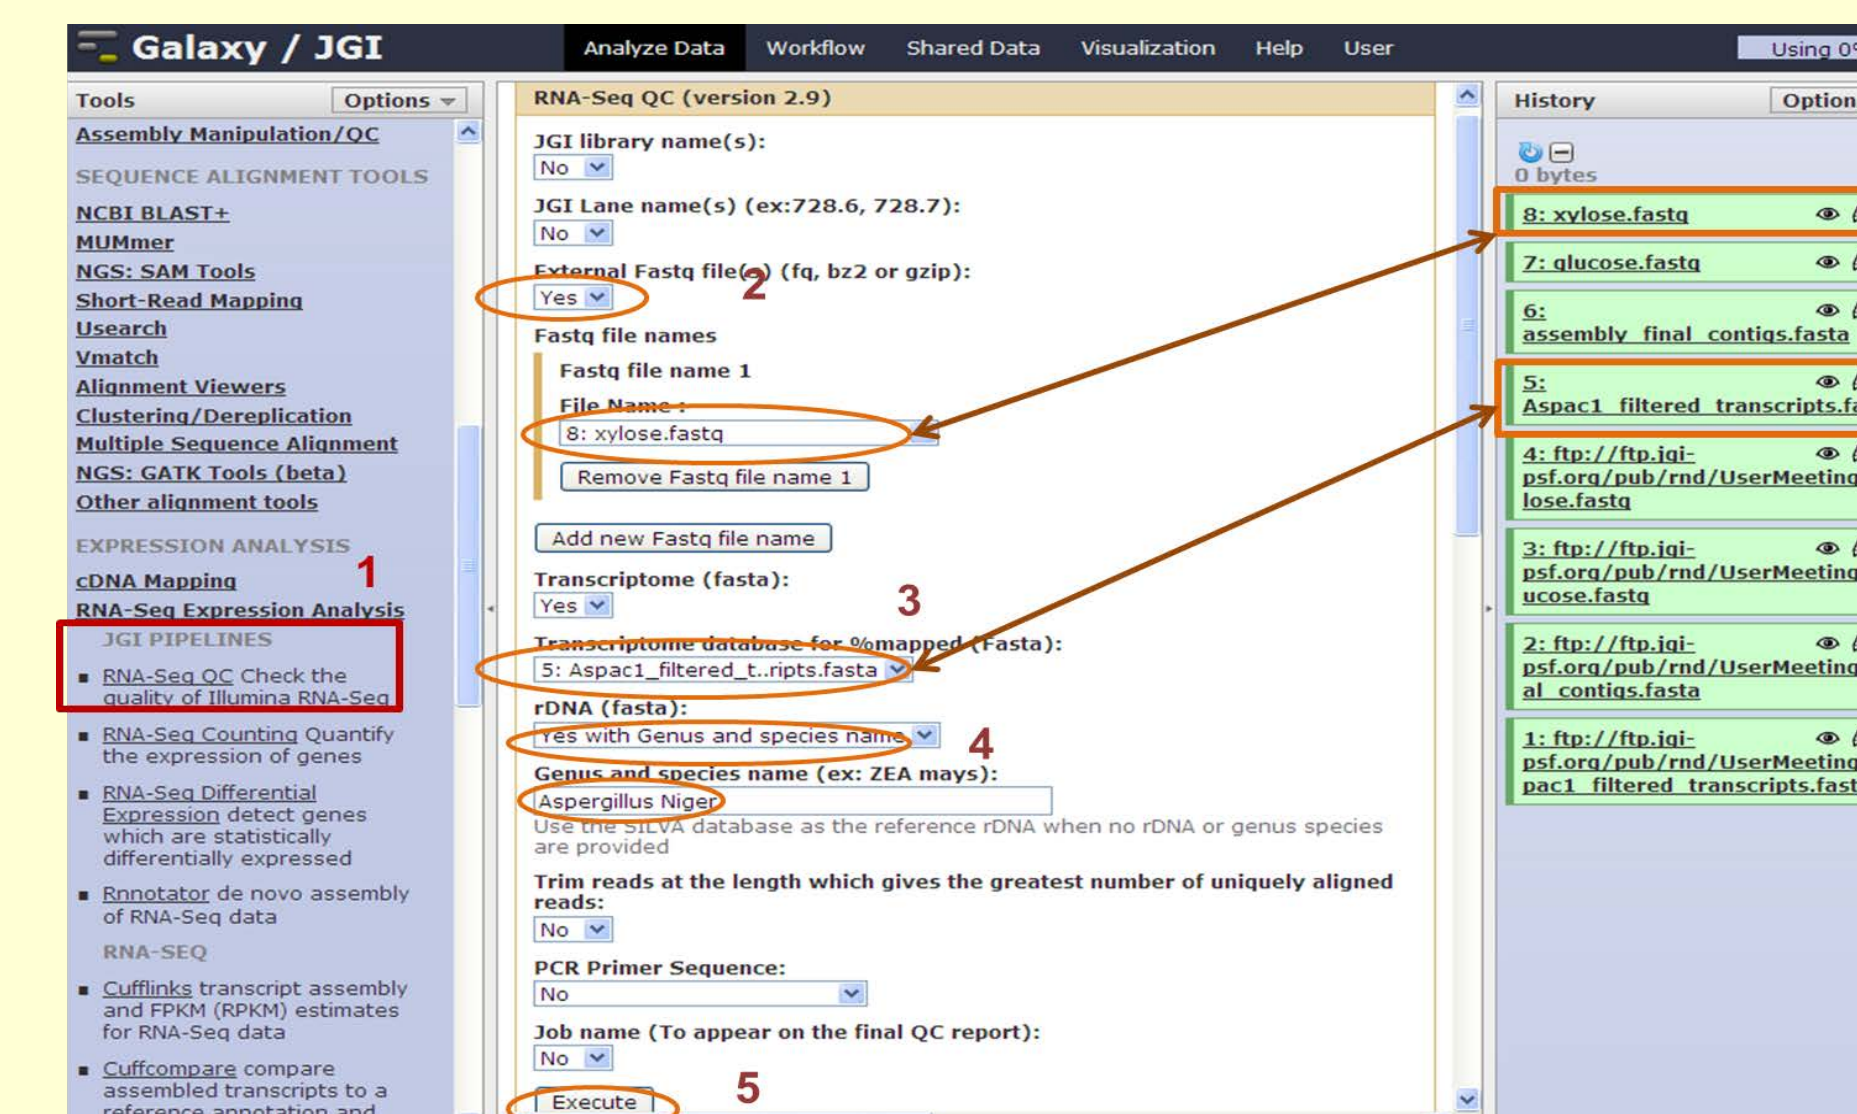 Galaxy / JGI
Analyze Data Workflow Shared Data Visualization Help User
Using 0%
Tools Options
Assembly Manipulation/QC
SEQUENCE ALIGNMENT TOOLS
NCBI BLAST+
MUMmer
NGS: SAM Tools
Short-Read Mapping
Usearch
Vmatch
Alignment Viewers
Clustering/Dereplication
Multiple Sequence Alignment
NGS: GATK Tools (beta)
Other alignment tools
EXPRESSION ANALYSIS
1
cDNA Mapping
RNA-Seq Expression Analysis
JGI PIPELINES
RNA-Seq QC Check the
quality of Illumina RNA-Seq
RNA-Seq Counting Quantify
the expression of genes
RNA-Seq Differential
Expression detect genes
which are statistically
differentially expressed
Rnnotator de novo assembly
of RNA-Seq data
RNA-SEQ
Cufflinks transcript assembly
and FPKM (RPKM) estimates
for RNA-Seq data
Cuffcompare compare
assembled transcripts to a
reference annotation and
RNA-Seq QC (version 2.9)
JGI library name(s):
No
JGI Lane name(s) (ex:728.6, 728.7):
No
External Fastq file(s) (fq, bz2 or gzip):
Yes
2
Fastq file names
Fastq file name 1
File Name :
8: xylose.fastq
Remove Fastq file name 1
Add new Fastq file name
Transcriptome (fasta):
Yes
3
Transcriptome database for %mapped (Fasta):
5: Aspac1_filtered_t..ripts.fasta
rDNA (fasta):
Yes with Genus and species name
4
Genus and species name (ex: ZEA mays):
Aspergillus Niger
Use the SILVA database as the reference rDNA when no rDNA or genus species
are provided
Trim reads at the length which gives the greatest number of uniquely aligned
reads:
No
PCR Primer Sequence:
No
Job name (To appear on the final QC report):
No
Execute
5
History Option
0 bytes
8: xylose.fastq
7: glucose.fastq
6:
assembly_final_contigs.fasta
5:
Aspac1_filtered_transcripts.fa
4: ftp://ftp.jgi-
psf.org/pub/rnd/UserMeeting
lose.fastq
3: ftp://ftp.jgi-
psf.org/pub/rnd/UserMeeting
ucose.fastq
2: ftp://ftp.jgi-
psf.org/pub/rnd/UserMeeting
al_contigs.fasta
1: ftp://ftp.jgi-
psf.org/pub/rnd/UserMeeting
pac1_filtered_transcripts.fast